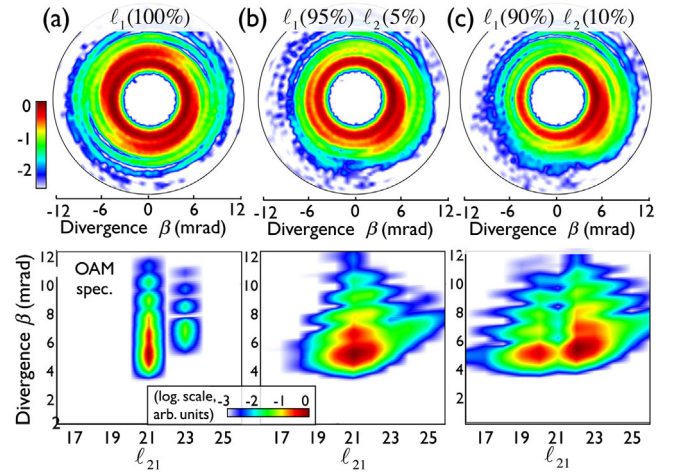 (a) ℓ₁(100%)
(b) ℓ₁(95%) ℓ₂(5%)
(c) ℓ₁(90%) ℓ₂(10%)
0
-1
-2
-12 -6 0 6 12
-12 -6 0 6 12
-12 -6 0 6 12
Divergence β (mrad)
Divergence β (mrad)
Divergence β (mrad)
Divergence β (mrad)
12
10
8
6
4
2
2
OAM
spec.
12
10
8
6
4
2
12
10
8
6
4
2
(log. scale,
arb. units)
-3 -2 -1 0
17 19 21 23 25
17 19 21 23 25
17 19 21 23 25
ℓ₂₁
ℓ₂₁
ℓ₂₁